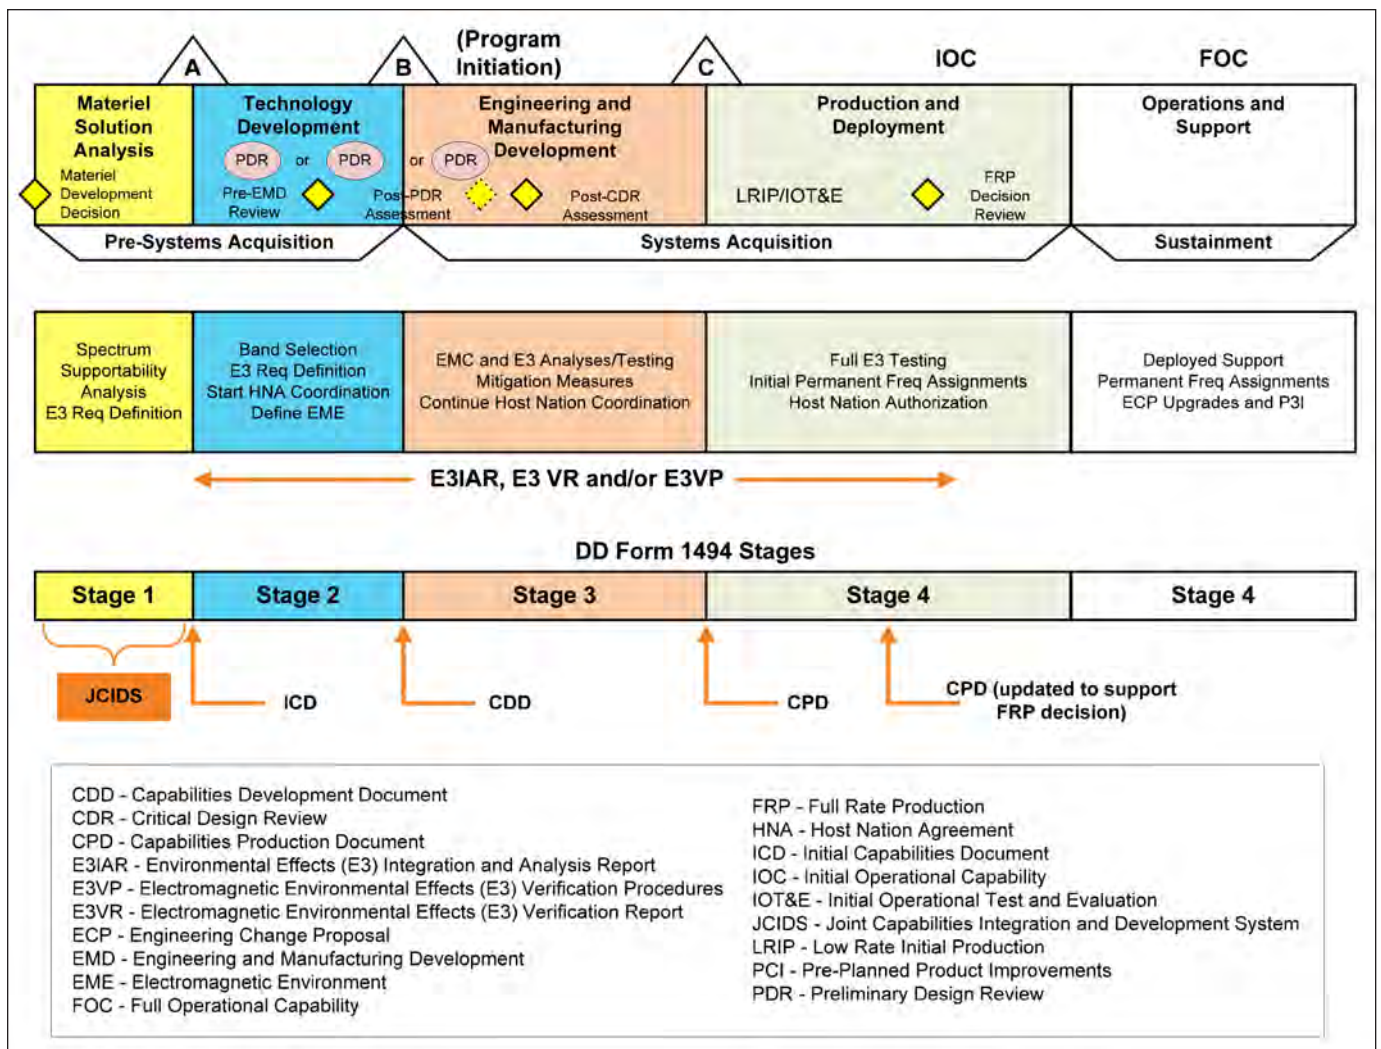 A
B
(Program
Initiation)
C
IOC
FOC
Materiel
Solution
Analysis
Technology
Development
Engineering and
Manufacturing
Development
Production and
Deployment
Operations and
Support
PDR or PDR or PDR
Materiel
Development
Decision
Pre-EMD
Review
Post-PDR
Assessment
Post-CDR
Assessment
LRIP/IOT&E
FRP
Decision
Review
Pre-Systems Acquisition
Systems Acquisition
Sustainment
Spectrum
Supportability
Analysis
E3 Req Definition
Band Selection
E3 Req Definition
Start HNA Coordination
Define EME
EMC and E3 Analyses/Testing
Mitigation Measures
Continue Host Nation Coordination
Full E3 Testing
Initial Permanent Freq Assignments
Host Nation Authorization
Deployed Support
Permanent Freq Assignments
ECP Upgrades and P3I
E3IAR, E3 VR and/or E3VP
DD Form 1494 Stages
Stage 1
Stage 2
Stage 3
Stage 4
Stage 4
JCIDS
ICD
CDD
CPD
CPD (updated to support
FRP decision)
CDD - Capabilities Development Document
CDR - Critical Design Review
CPD - Capabilities Production Document
E3IAR - Environmental Effects (E3) Integration and Analysis Report
E3VP - Electromagnetic Environmental Effects (E3) Verification Procedures
E3VR - Electromagnetic Environmental Effects (E3) Verification Report
ECP - Engineering Change Proposal
EMD - Engineering and Manufacturing Development
EME - Electromagnetic Environment
FOC - Full Operational Capability
FRP - Full Rate Production
HNA - Host Nation Agreement
ICD - Initial Capabilities Document
IOC - Initial Operational Capability
IOT&E - Initial Operational Test and Evaluation
JCIDS - Joint Capabilities Integration and Development System
LRIP - Low Rate Initial Production
PCI - Pre-Planned Product Improvements
PDR - Preliminary Design Review